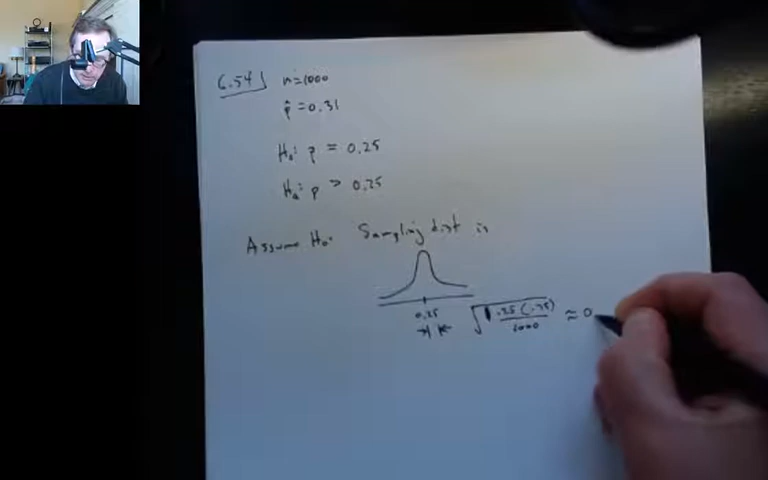 6.54 n=1000
p̂ = 0.31
H₀: p = 0.25
Hₐ: p > 0.25
Assume H₀. Sampling dist is
0.25 √.25(.75)/1000 ≈ 0